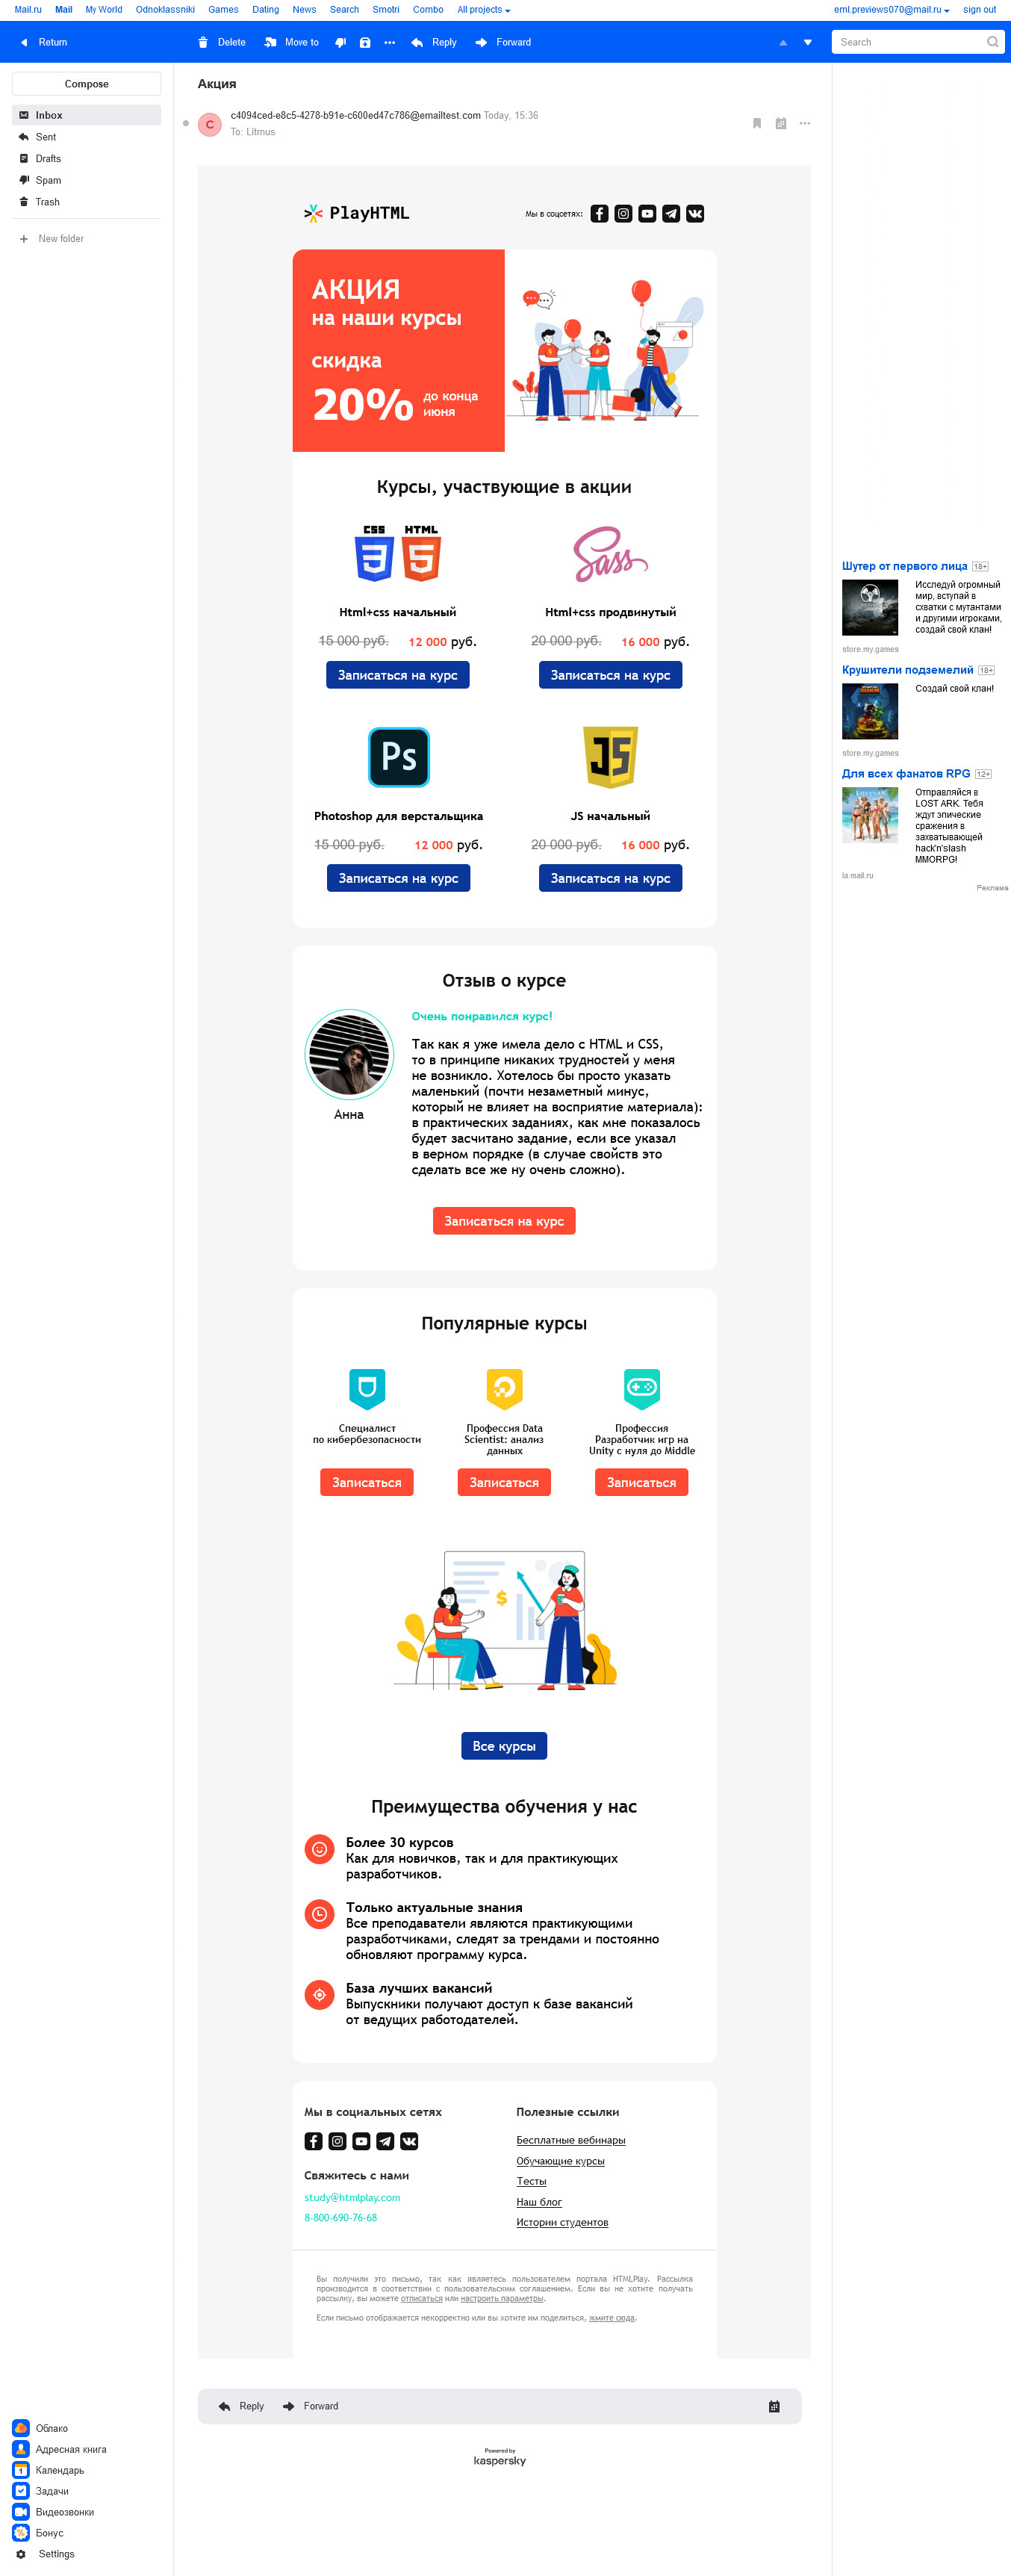 Mail.ru Mail My World Odnoklassniki Games Dating News Search Smotri Combo All projects eml.previews070@mail.ru sign out
Return Delete Move to Reply Forward Search
Compose
Inbox
Sent
Drafts
Spam
Trash
New folder
Акция
C
c4094ced-e8c5-4278-b91e-c600ed47c786@emailtest.com Today, 15:36
To: Litmus
PlayHTML
Мы в соцсетях:
АКЦИЯ
на наши курсы
скидка
20% до конца
июня
Курсы, участвующие в акции
CSS HTML
3 5
Sass
Html+css начальный
15 000 руб. 12 000 руб.
Записаться на курс
Html+css продвинутый
20 000 руб. 16 000 руб.
Записаться на курс
Ps
JS
Photoshop для верстальщика
15 000 руб. 12 000 руб.
Записаться на курс
JS начальный
20 000 руб. 16 000 руб.
Записаться на курс
Отзыв о курсе
Анна
Очень понравился курс!
Так как я уже имела дело с HTML и CSS,
то в принципе никаких трудностей у меня
не возникло. Хотелось бы просто указать
маленький (почти незаметный минус,
который не влияет на восприятие материала):
в практических заданиях, как мне показалось
будет засчитано задание, если все указал
в верном порядке (в случае свойств это
сделать все же ну очень сложно).
Записаться на курс
Популярные курсы
Специалист
по кибербезопасности
Записаться
Профессия Data
Scientist: анализ
данных
Записаться
Профессия
Разработчик игр на
Unity с нуля до Middle
Записаться
$
Все курсы
Преимущества обучения у нас
Более 30 курсов
Как для новичков, так и для практикующих
разработчиков.
Только актуальные знания
Все преподаватели являются практикующими
разработчиками, следят за трендами и постоянно
обновляют программу курса.
База лучших вакансий
Выпускники получают доступ к базе вакансий
от ведущих работодателей.
Мы в социальных сетях
Свяжитесь с нами
study@htmlplay.com
8-800-690-76-68
Полезные ссылки
Бесплатные вебинары
Обучающие курсы
Тесты
Наш блог
Истории студентов
Вы получили это письмо, так как являетесь пользователем портала HTMLPlay. Рассылка
производится в соответствии с пользовательским соглашением. Если вы не хотите получать
рассылку, вы можете отписаться или настроить параметры.
Если письмо отображается некорректно или вы хотите им поделиться, жмите сюда.
Reply Forward
Powered by
kaspersky
Шутер от первого лица 18+
Исследуй огромный
мир, вступай в
схватки с мутантами
и другими игроками,
создай свой клан!
store.my.games
Крушители подземелий 18+
Создай свой клан!
store.my.games
Для всех фанатов RPG 12+
LOST ARK
Отправляйся в
LOST ARK. Тебя
ждут эпические
сражения в
захватывающей
hack'n'slash
MMORPG!
la.mail.ru
Реклама
Облако
Адресная книга
1 Календарь
Задачи
Видеозвонки
% Бонус
Settings